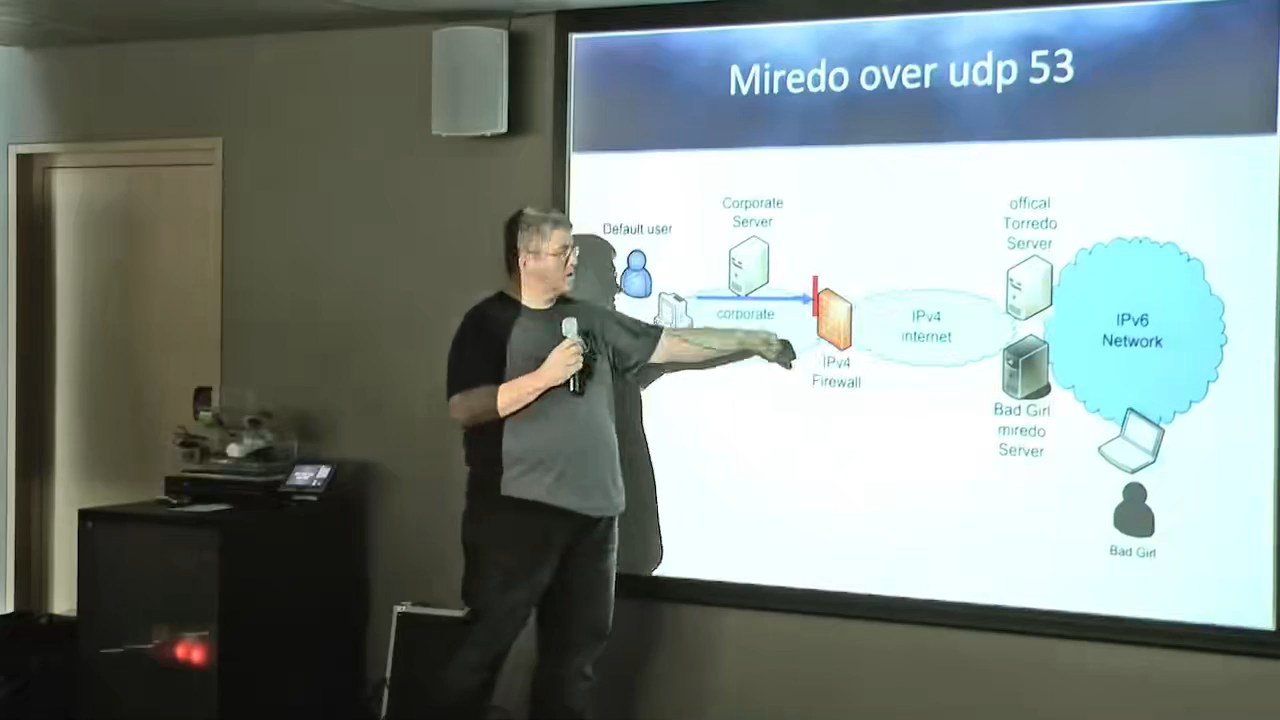 Miredo over udp 53
Default user
Corporate
Server
corporate
IPv4
Firewall
IPv4
internet
offical
Torredo
Server
Bad Girl
miredo
Server
IPv6
Network
Bad Girl